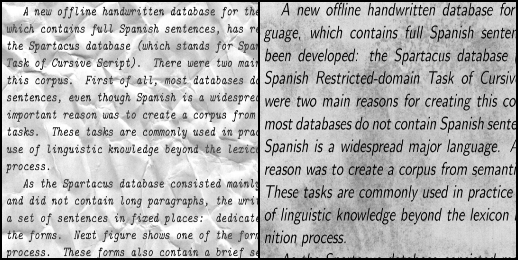 A new offline handwritten database for the
which contains full Spanish sentences, has re
the Spartacus database (which stands for Spar
Task of Cursive Script). There were two main
this corpus. First of all, most databases do
sentences, even though Spanish is a widespre
important reason was to create a corpus from
tasks. These tasks are commonly used in prac
use of linguistic knowledge beyond the lexic
process.
As the Spartacus database consisted mainly
and did not contain long paragraphs, the writ
a set of sentences in fixed places: dedicate
the forms. Next figure shows one of the form
process. These forms also contain a brief se
A new offline handwritten database for
guage, which contains full Spanish senten
been developed: the Spartacus database
Spanish Restricted-domain Task of Cursiv
were two main reasons for creating this co
most databases do not contain Spanish sente
Spanish is a widespread major language. A
reason was to create a corpus from semanti
These tasks are commonly used in practice
of linguistic knowledge beyond the lexicon
nition process.